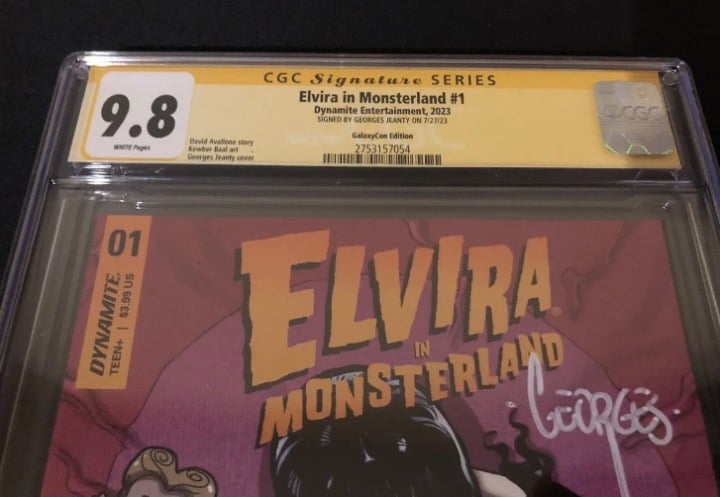 CGC Signature SERIES
Elvira in Monsterland #1
Dynamite Entertainment, 2023
SIGNED BY GEORGES JEANTY ON 7/27/23
GalaxyCon Edition
2753157054
9.8
WHITE Pages
David Avallone story
Kewber Baal art
Georges Jeanty cover
CGC
01
DYNAMITE.
TEEN+ | $3.99 US
ELVIRA
IN
MONSTERLAND
GEORGES